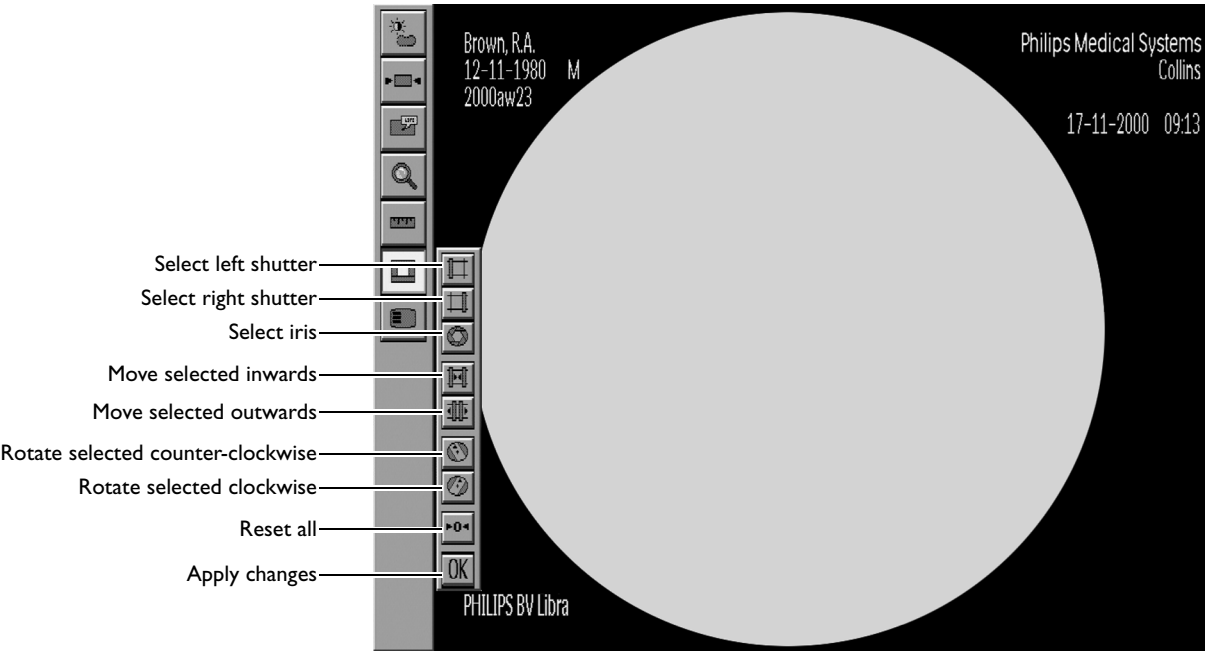 Brown, R.A.
12-11-1980 M
2000aw23
Philips Medical Systems
Collins
17-11-2000 09:13
Select left shutter
Select right shutter
Select iris
Move selected inwards
Move selected outwards
Rotate selected counter-clockwise
Rotate selected clockwise
Reset all
0
Apply changes
OK
PHILIPS BV Libra